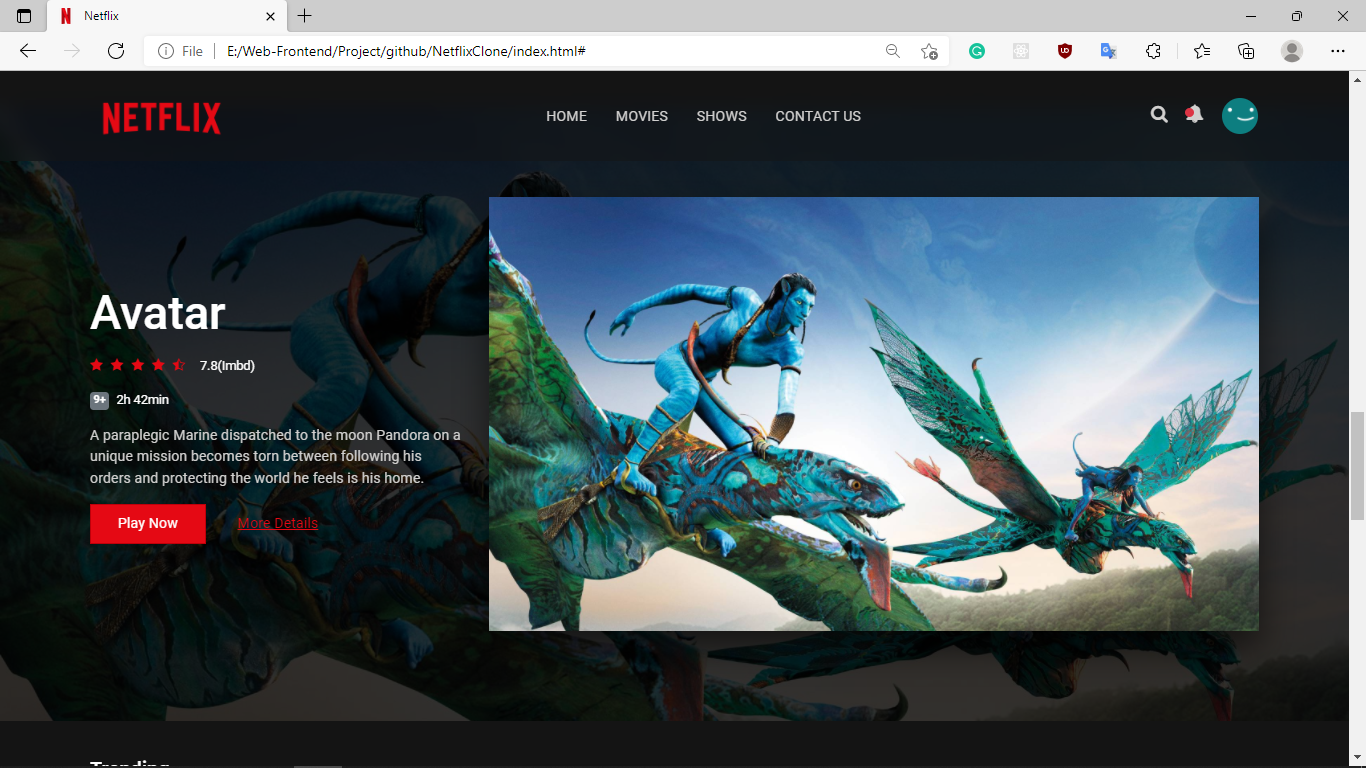 Netflix
File
E:/Web-Frontend/Project/github/NetflixClone/index.html#
NETFLIX
HOME MOVIES SHOWS CONTACT US
Avatar
7.8(Imbd)
9+ 2h 42min
A paraplegic Marine dispatched to the moon Pandora on a
unique mission becomes torn between following his
orders and protecting the world he feels is his home.
Play Now More Details
Trending